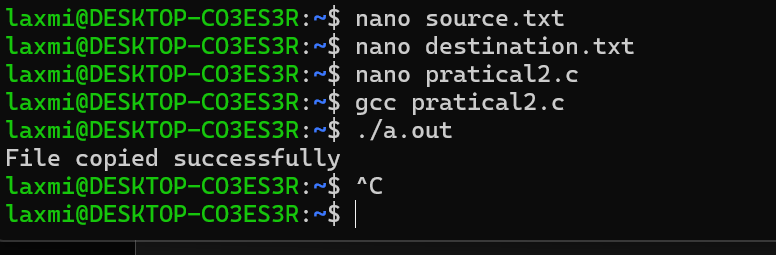 laxmi@DESKTOP-CO3ES3R:~$ nano source.txt
laxmi@DESKTOP-CO3ES3R:~$ nano destination.txt
laxmi@DESKTOP-CO3ES3R:~$ nano pratical2.c
laxmi@DESKTOP-CO3ES3R:~$ gcc pratical2.c
laxmi@DESKTOP-CO3ES3R:~$ ./a.out
File copied successfully
laxmi@DESKTOP-CO3ES3R:~$ ^C
laxmi@DESKTOP-CO3ES3R:~$